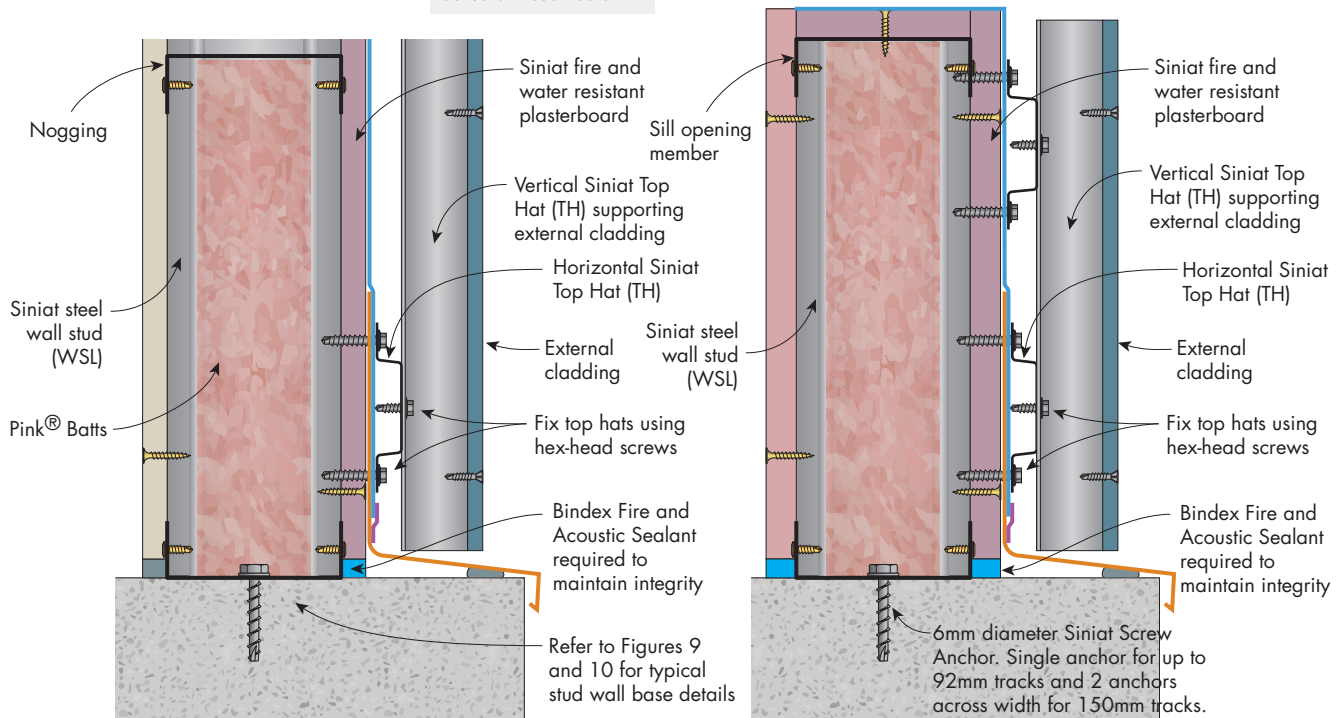 Nogging
Siniat steel
wall stud
(WSL)
Pink® Batts
Siniat fire and
water resistant
plasterboard
Vertical Siniat Top
Hat (TH) supporting
external cladding
Horizontal Siniat
Top Hat (TH)
External
cladding
Fix top hats using
hex-head screws
Bindex Fire and
Acoustic Sealant
required to
maintain integrity
Refer to Figures 9
and 10 for typical
stud wall base details
Sill opening
member
Siniat steel
wall stud
(WSL)
Siniat fire and
water resistant
plasterboard
Vertical Siniat Top
Hat (TH) supporting
external cladding
Horizontal Siniat
Top Hat (TH)
External
cladding
Fix top hats using
hex-head screws
Bindex Fire and
Acoustic Sealant
required to
maintain integrity
6mm diameter Siniat Screw
Anchor. Single anchor for up to
92mm tracks and 2 anchors
across width for 150mm tracks.